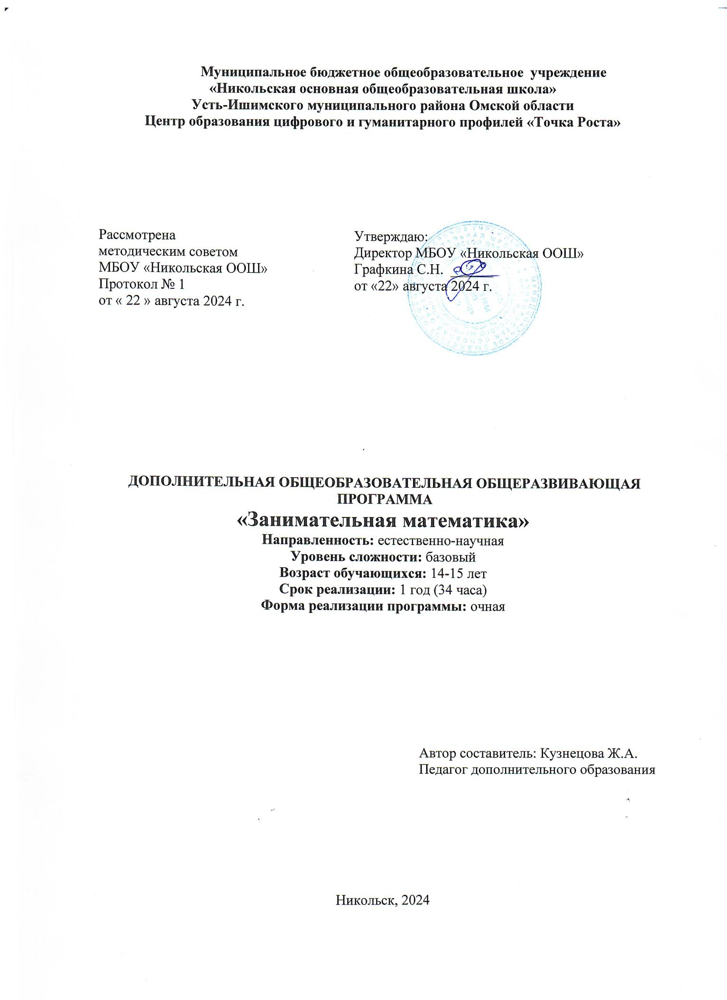 Муниципальное бюджетное общеобразовательное учреждение
«Никольская основная общеобразовательная школа»
Усть-Ишимского муниципального района Омской области
Центр образования цифрового и гуманитарного профилей «Точка Роста»
Рассмотрена
методическим советом
МБОУ «Никольская ООШ»
Протокол № 1
от « 22 » августа 2024 г.
Утверждаю:
Директор МБОУ «Никольская ООШ»
Графкина С.Н.
от «22» августа 2024 г.
ДОПОЛНИТЕЛЬНАЯ ОБЩЕОБРАЗОВАТЕЛЬНАЯ ОБЩЕРАЗВИВАЮЩАЯ
ПРОГРАММА
«Занимательная математика»
Направленность: естественно-научная
Уровень сложности: базовый
Возраст обучающихся: 14-15 лет
Срок реализации: 1 год (34 часа)
Форма реализации программы: очная
Автор составитель: Кузнецова Ж.А.
Педагог дополнительного образования
Никольск, 2024